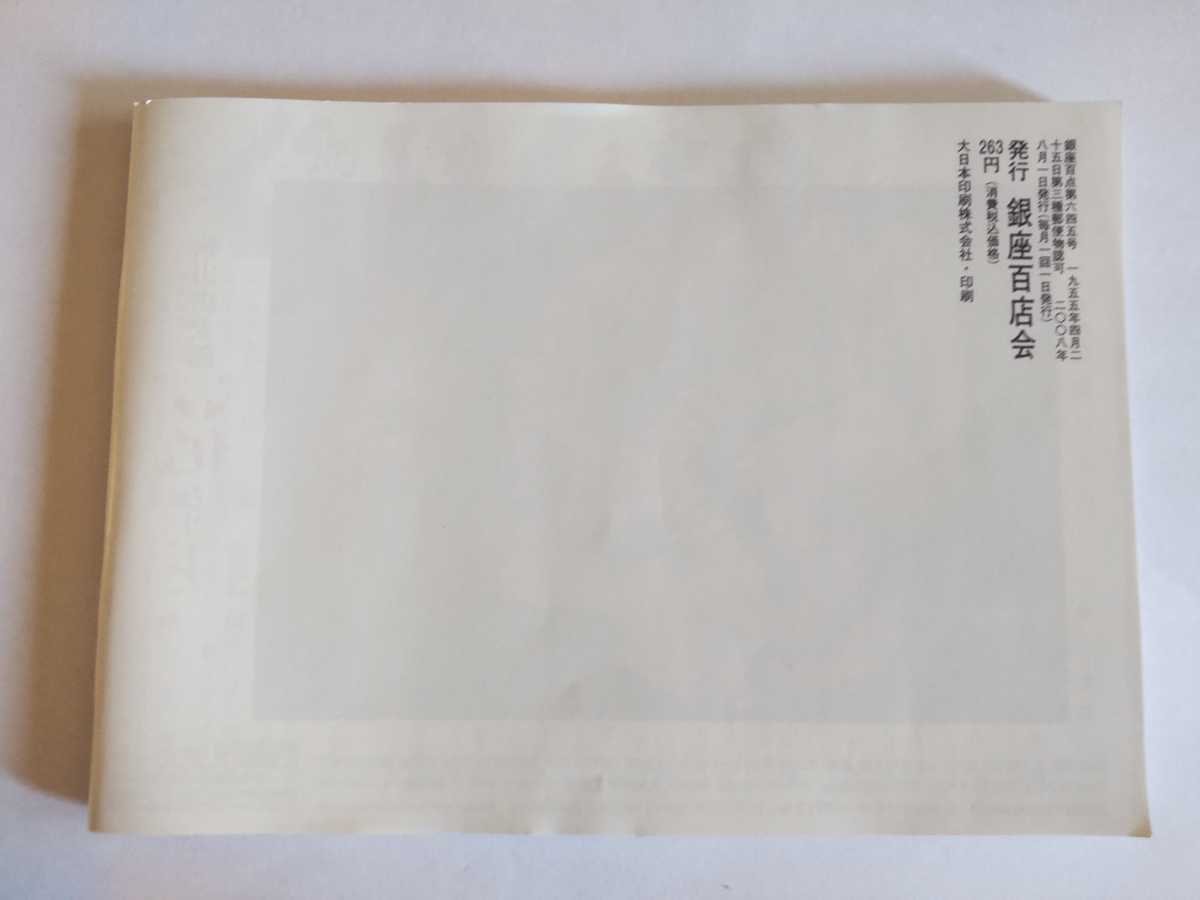 銀座百点第六四五号　一九五五年四月二
十五日第三種郵便物認可　二〇〇八年
八月一日発行(毎月一回一日発行)
発行　銀座百店会
263円(消費税込価格)
大日本印刷株式会社・印刷